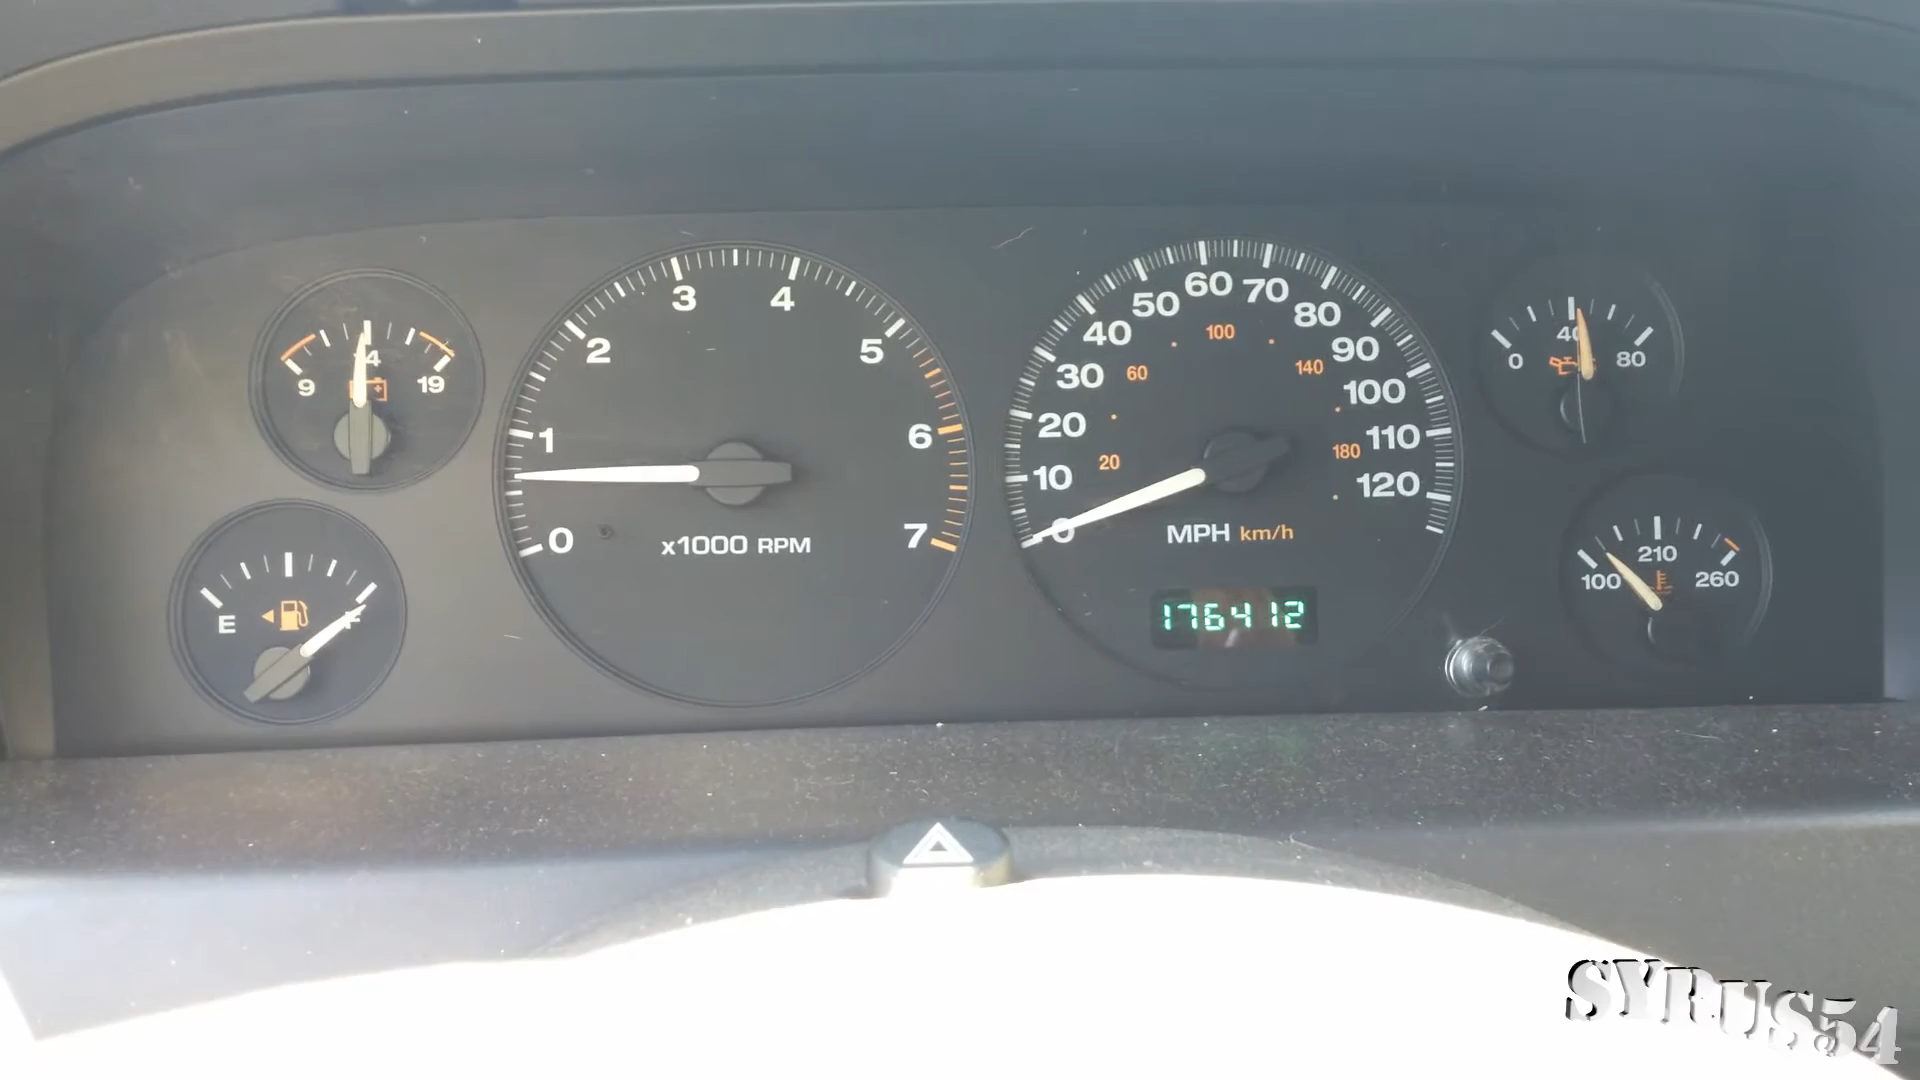 9 14 19
E F
0 1 2 3 4 5 6 7
x1000 RPM
0 10 20 30 40 50 60 70 80 90 100 110 120
20 60 100 140 180
MPH km/h
176412
0 40 80
100 210 260
SYRUS54